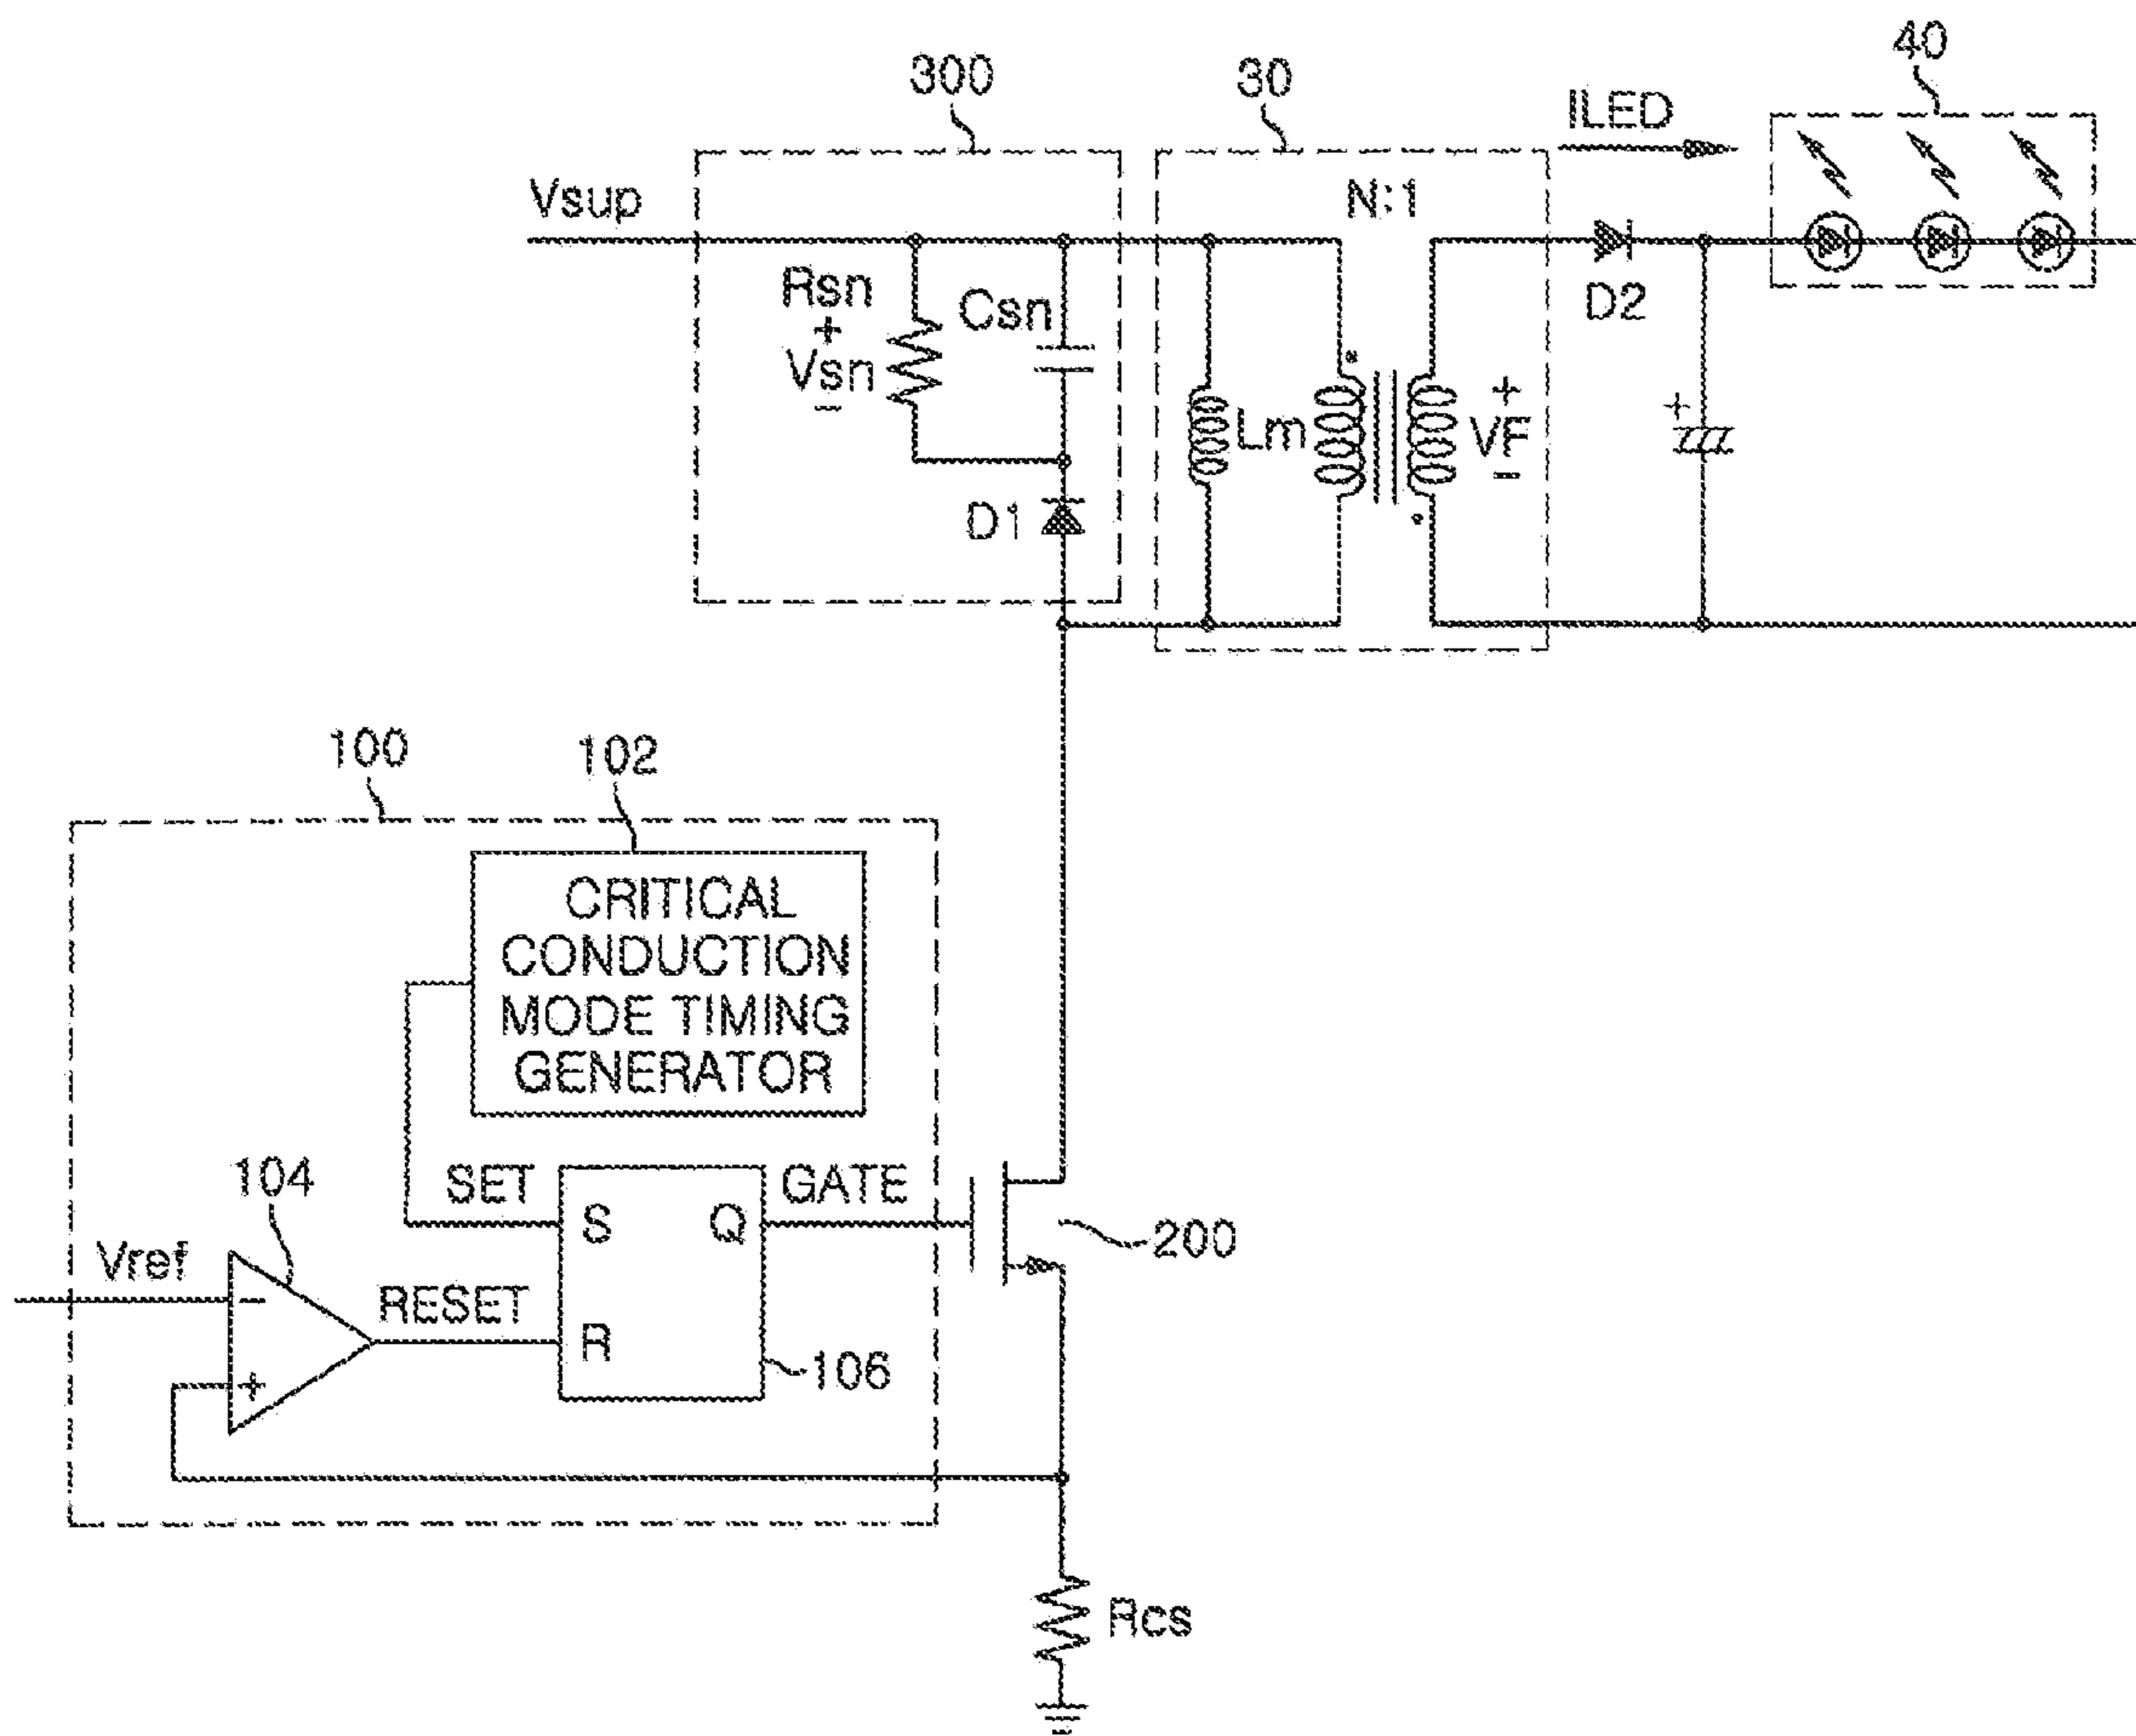 40
300
30
ILED
Vsup
N:1
Rsn
+
Vsn
-
Csn
D2
Lm
+
VF
-
+
D1
100
102
CRITICAL
CONDUCTION
MODE TIMING
GENERATOR
104
SET
GATE
S
Q
200
Vref
-
RESET
R
106
+
Rcs